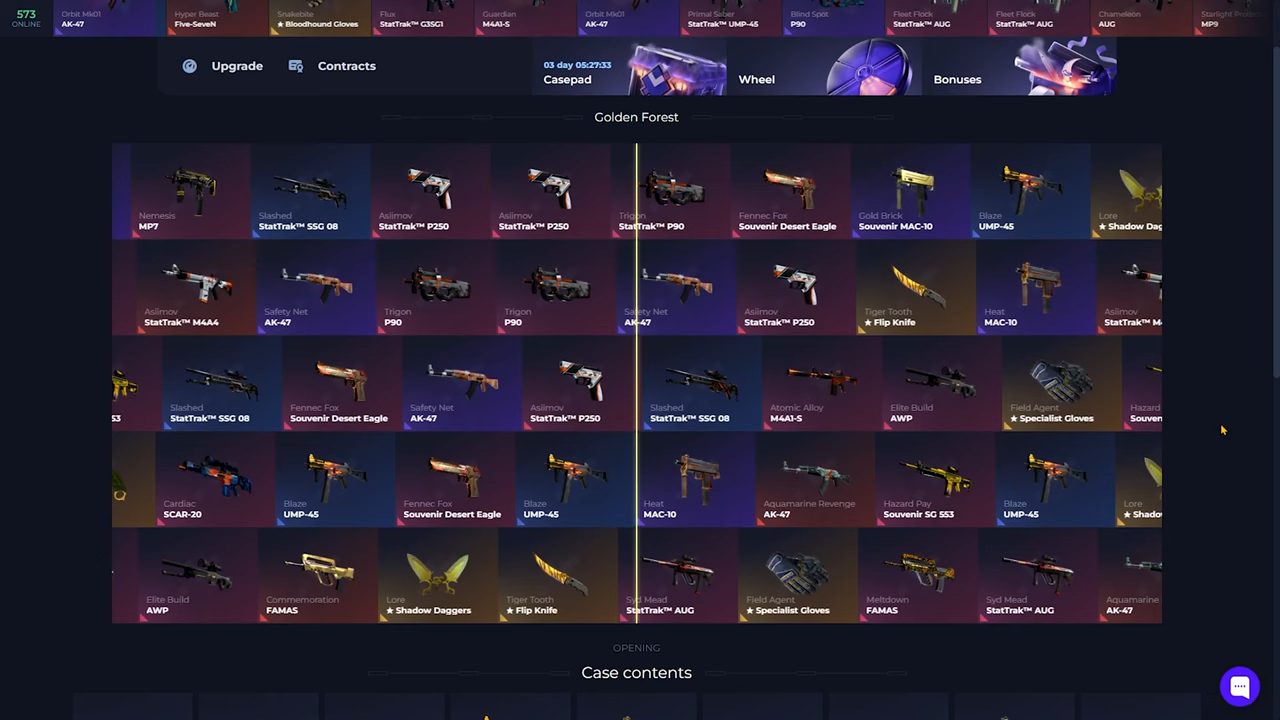 573
ONLINE
Orbit Mk01
AK-47
Hyper Beast
Five-SeveN
Snakebite
★ Bloodhound Gloves
Flux
StatTrak™ G3SG1
Guardian
M4A1-S
Orbit Mk01
AK-47
Primal Saber
StatTrak™ UMP-45
Blind Spot
P90
Fleet Flock
StatTrak™ AUG
Fleet Flock
StatTrak™ AUG
Chameleon
AUG
Starlight
MP9
Upgrade
Contracts
03 day 05:27:33
Casepad
Wheel
Bonuses
Golden Forest
Nemesis
MP7
Slashed
StatTrak™ SSG 08
Asiimov
StatTrak™ P250
Asiimov
StatTrak™ P250
Trigon
StatTrak™ P90
Fennec Fox
Souvenir Desert Eagle
Gold Brick
Souvenir MAC-10
Blaze
UMP-45
Lore
★ Shadow Dag
Asiimov
StatTrak™ M4A4
Safety Net
AK-47
Trigon
P90
Trigon
P90
Safety Net
AK-47
Asiimov
StatTrak™ P250
Tiger Tooth
★ Flip Knife
Heat
MAC-10
Asiimov
StatTrak™ M
53
Slashed
StatTrak™ SSG 08
Fennec Fox
Souvenir Desert Eagle
Safety Net
AK-47
Asiimov
StatTrak™ P250
Slashed
StatTrak™ SSG 08
Atomic Alloy
M4A1-S
Elite Build
AWP
Field Agent
★ Specialist Gloves
Hazard
Souven
Cardiac
SCAR-20
Blaze
UMP-45
Fennec Fox
Souvenir Desert Eagle
Blaze
UMP-45
Heat
MAC-10
Aquamarine Revenge
AK-47
Hazard Pay
Souvenir SG 553
Blaze
UMP-45
Lore
★ Shado
Elite Build
AWP
Commemoration
FAMAS
Lore
★ Shadow Daggers
Tiger Tooth
★ Flip Knife
Syd Mead
StatTrak™ AUG
Field Agent
★ Specialist Gloves
Meltdown
FAMAS
Syd Mead
StatTrak™ AUG
Aquamarine
AK-47
OPENING
Case contents